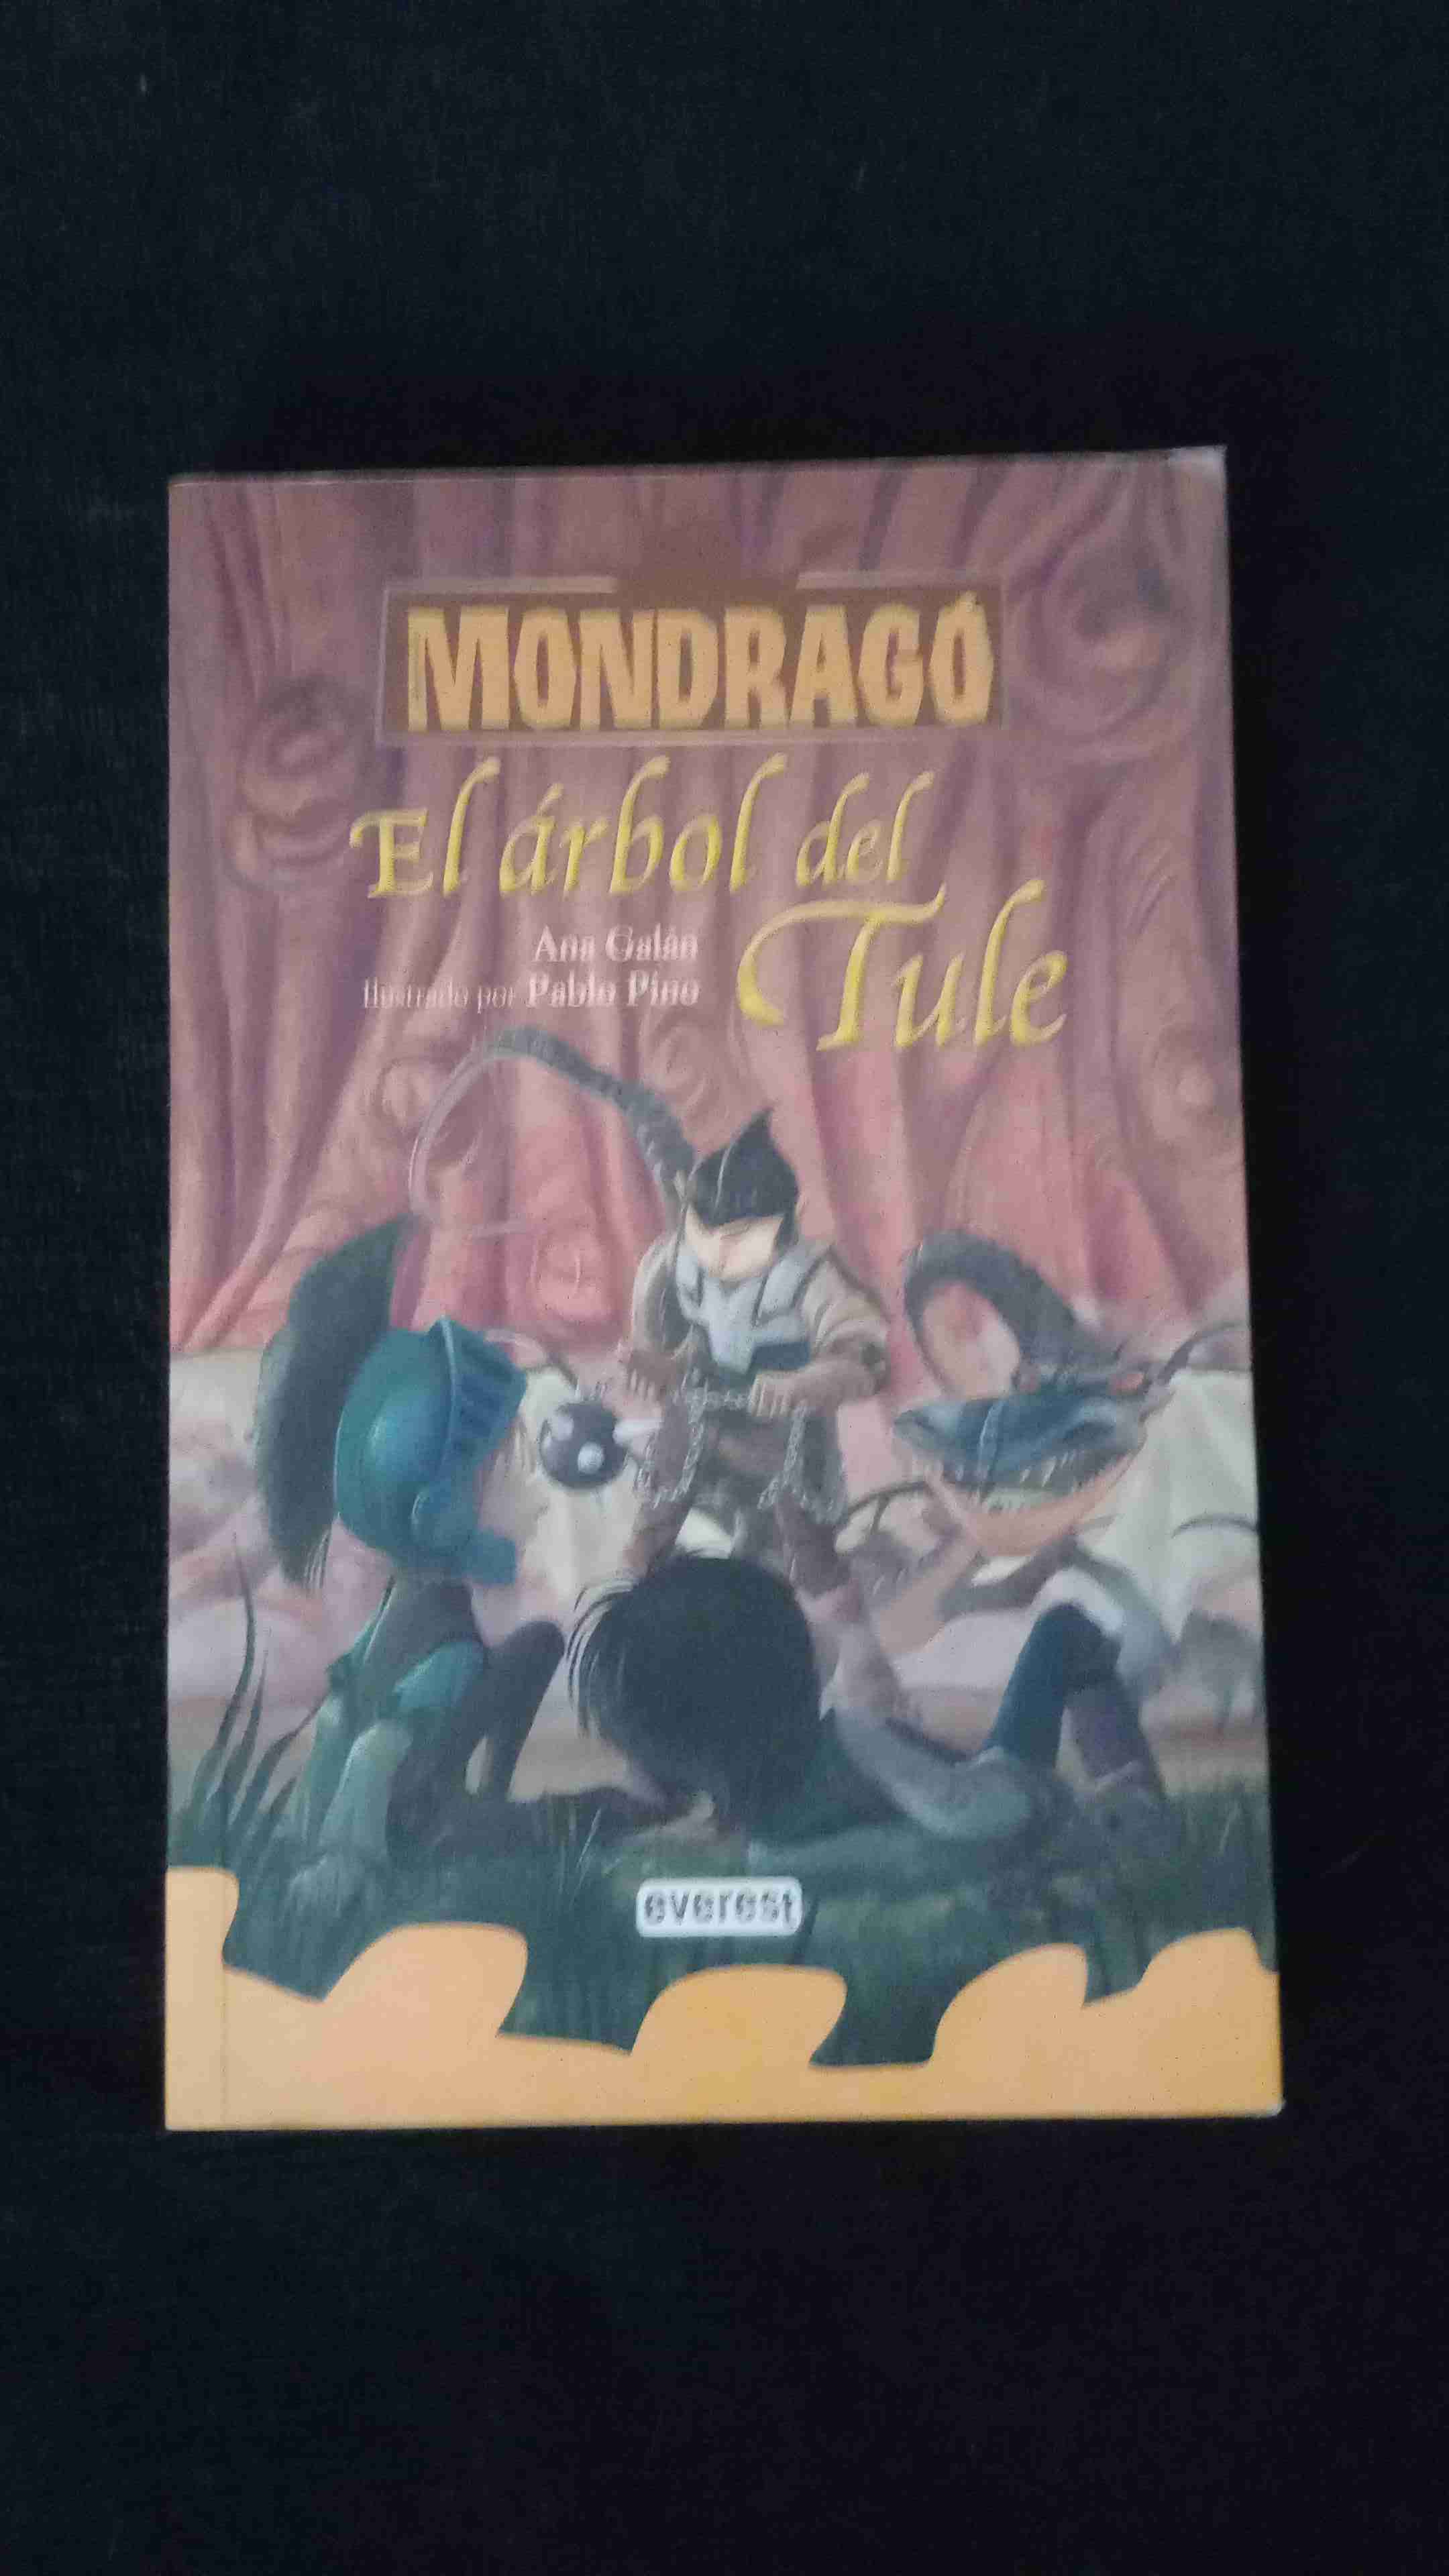 MONDRAGÓ
El árbol del
Tule
Ana Galán
Ilustrado por Pablo Pino
everest